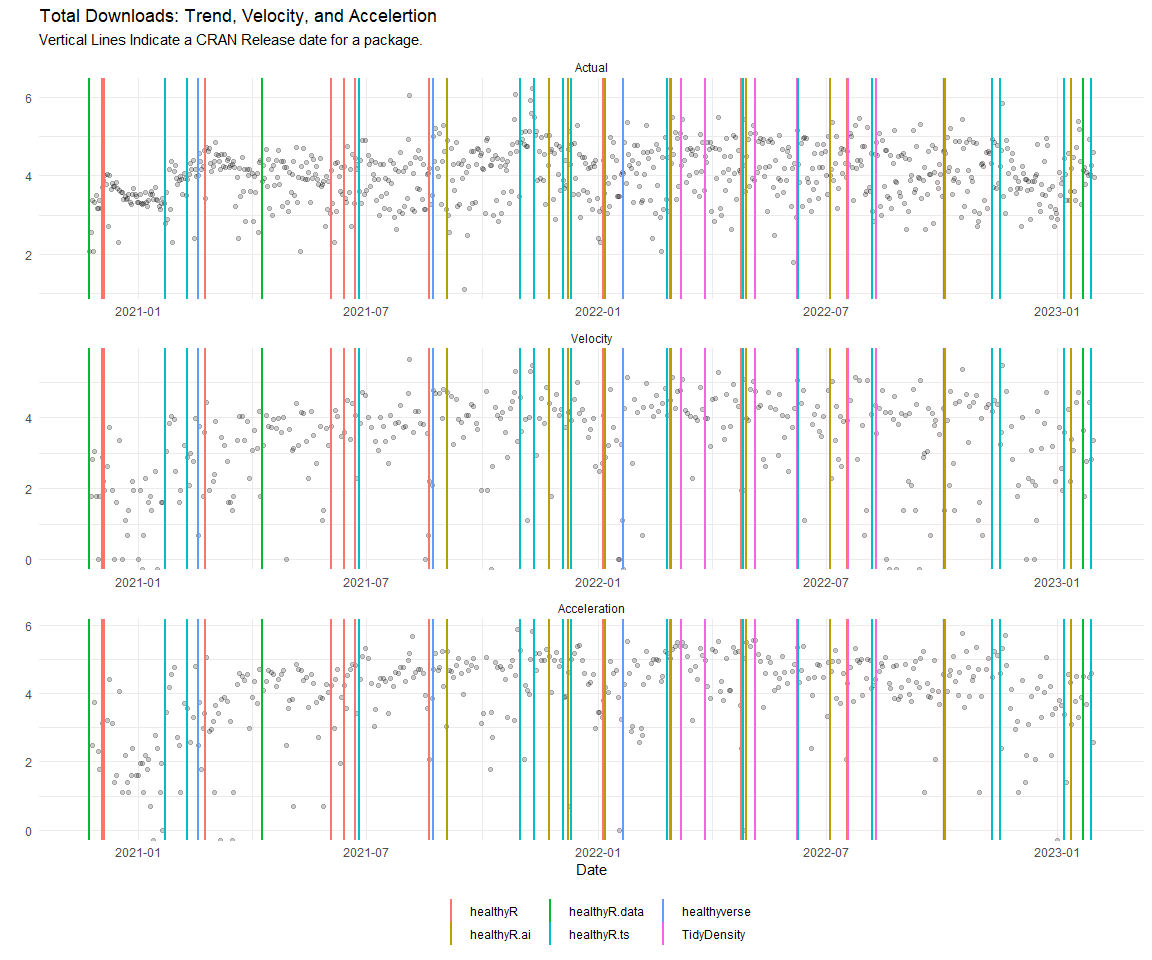 Total Downloads: Trend, Velocity, and Accelertion
Vertical Lines Indicate a CRAN Release date for a package.
Actual
6
4
2
2021-01 2021-07 2022-01 2022-07 2023-01
Velocity
4
2
0
2021-01 2021-07 2022-01 2022-07 2023-01
Acceleration
6
4
2
0
2021-01 2021-07 2022-01 2022-07 2023-01
Date
healthyR healthyR.data healthyverse
healthyR.ai healthyR.ts TidyDensity